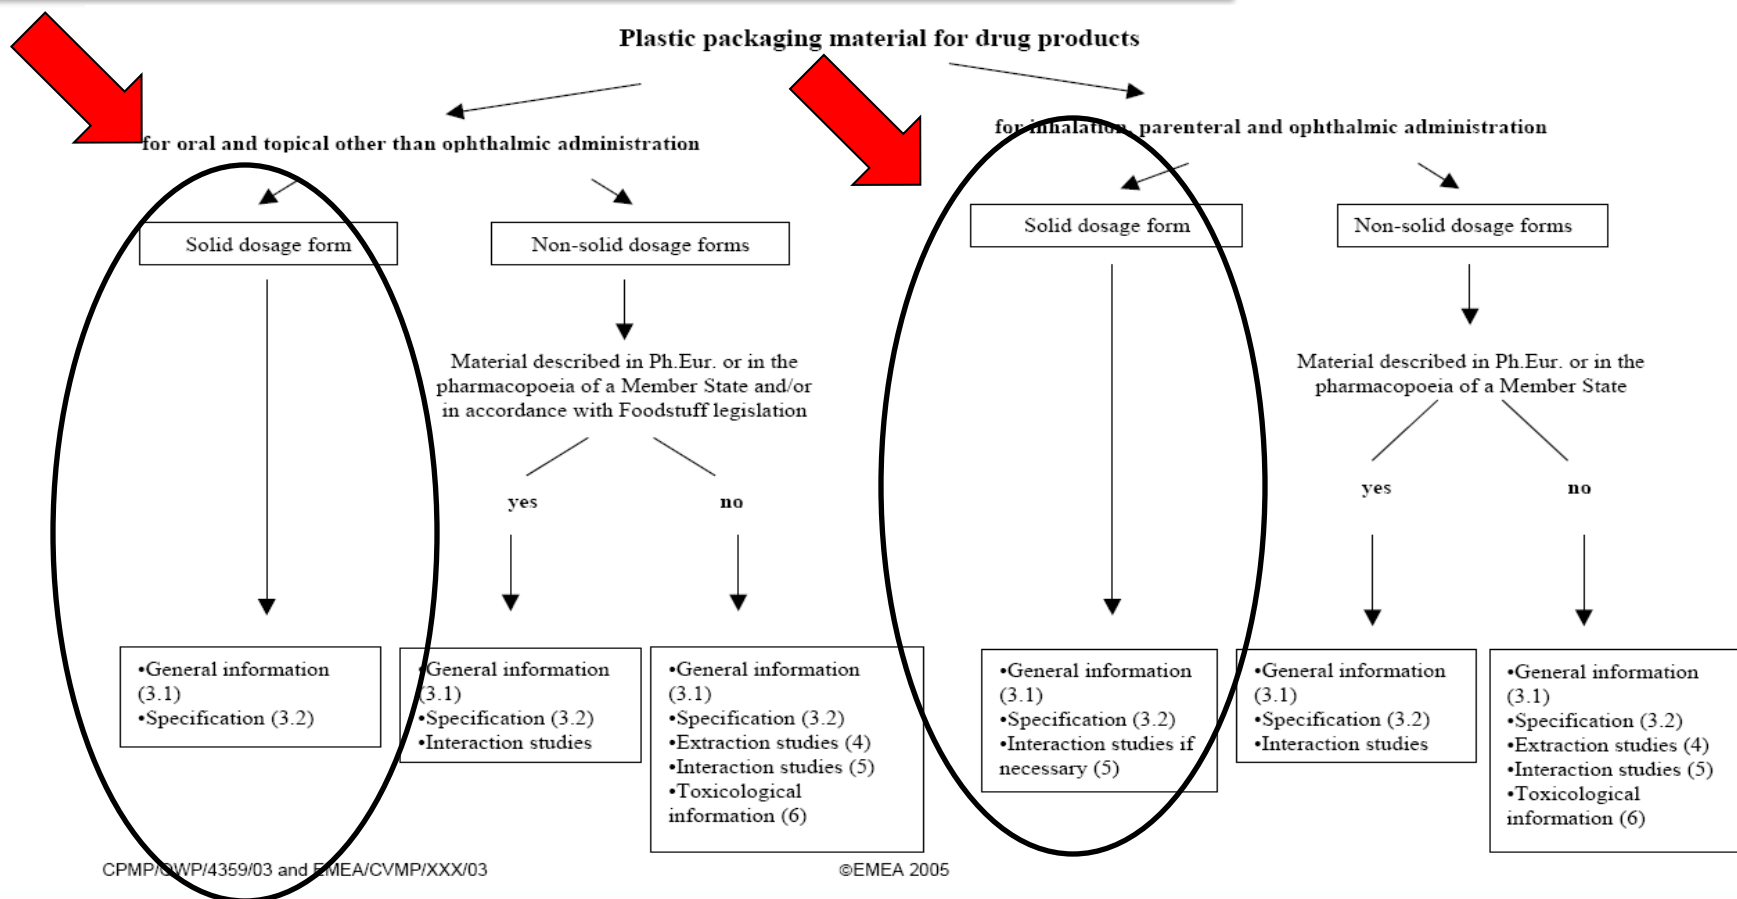 Plastic packaging material for drug products
for oral and topical other than ophthalmic administration
for inhalation, parenteral and ophthalmic administration
Solid dosage form
Non-solid dosage forms
Solid dosage form
Non-solid dosage forms
Material described in Ph.Eur. or in the
pharmacopoeia of a Member State and/or
in accordance with Foodstuff legislation
Material described in Ph.Eur. or in the
pharmacopoeia of a Member State
yes
no
yes
no
•General information
(3.1)
•Specification (3.2)
•General information
(3.1)
•Specification (3.2)
•Interaction studies
•General information
(3.1)
•Specification (3.2)
•Extraction studies (4)
•Interaction studies (5)
•Toxicological
information (6)
•General information
(3.1)
•Specification (3.2)
•Interaction studies if
necessary (5)
•General information
(3.1)
•Specification (3.2)
•Interaction studies
•General information
(3.1)
•Specification (3.2)
•Extraction studies (4)
•Interaction studies (5)
•Toxicological
information (6)
CPMP/QWP/4359/03 and EMEA/CVMP/XXX/03
©EMEA 2005